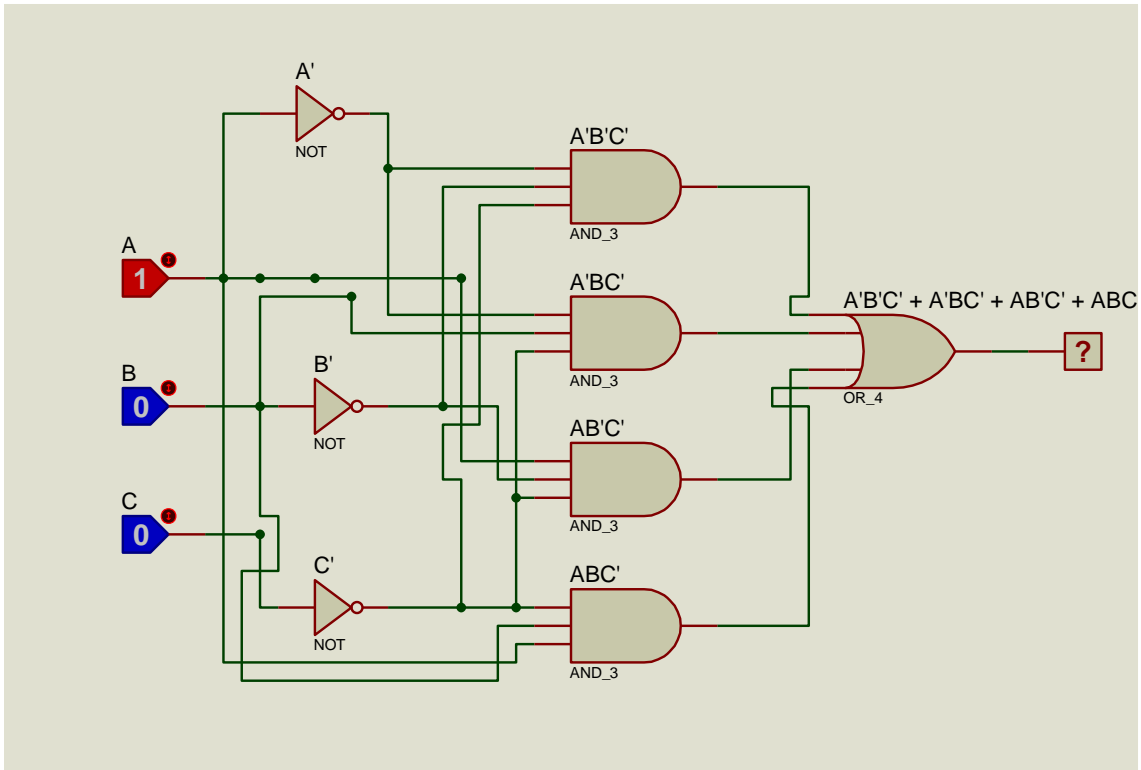 A'
NOT
A'B'C'
AND_3
A
1
A'BC'
AND_3
A'B'C' + A'BC' + AB'C' + ABC
?
OR_4
B
0
B'
NOT
AB'C'
AND_3
C
0
C'
NOT
ABC'
AND_3